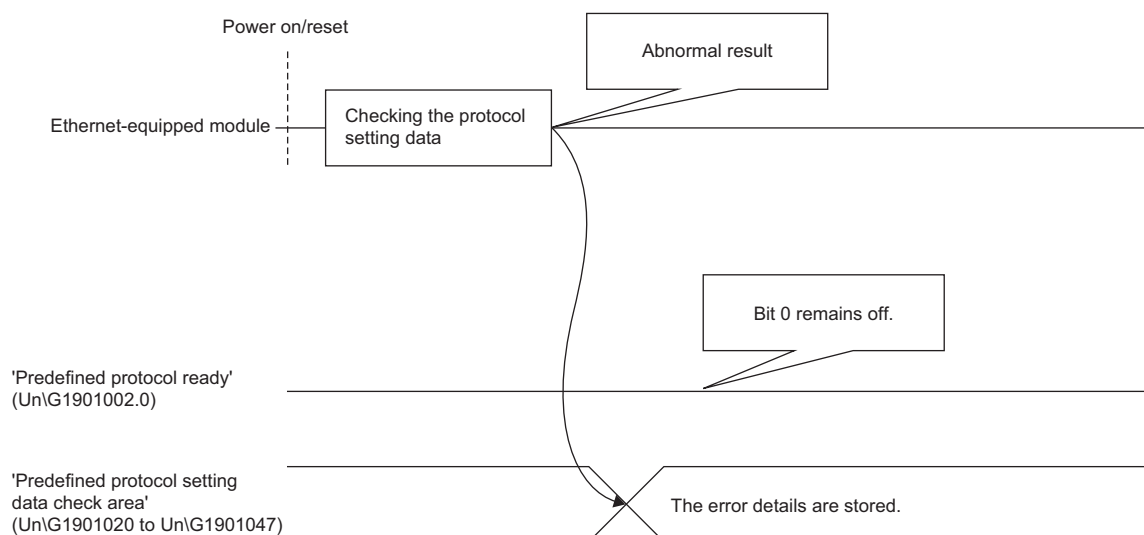 Power on/reset
Abnormal result
Ethernet-equipped module
Checking the protocol
setting data
Bit 0 remains off.
'Predefined protocol ready'
(Un\G1901002.0)
'Predefined protocol setting
data check area'
(Un\G1901020 to Un\G1901047)
The error details are stored.